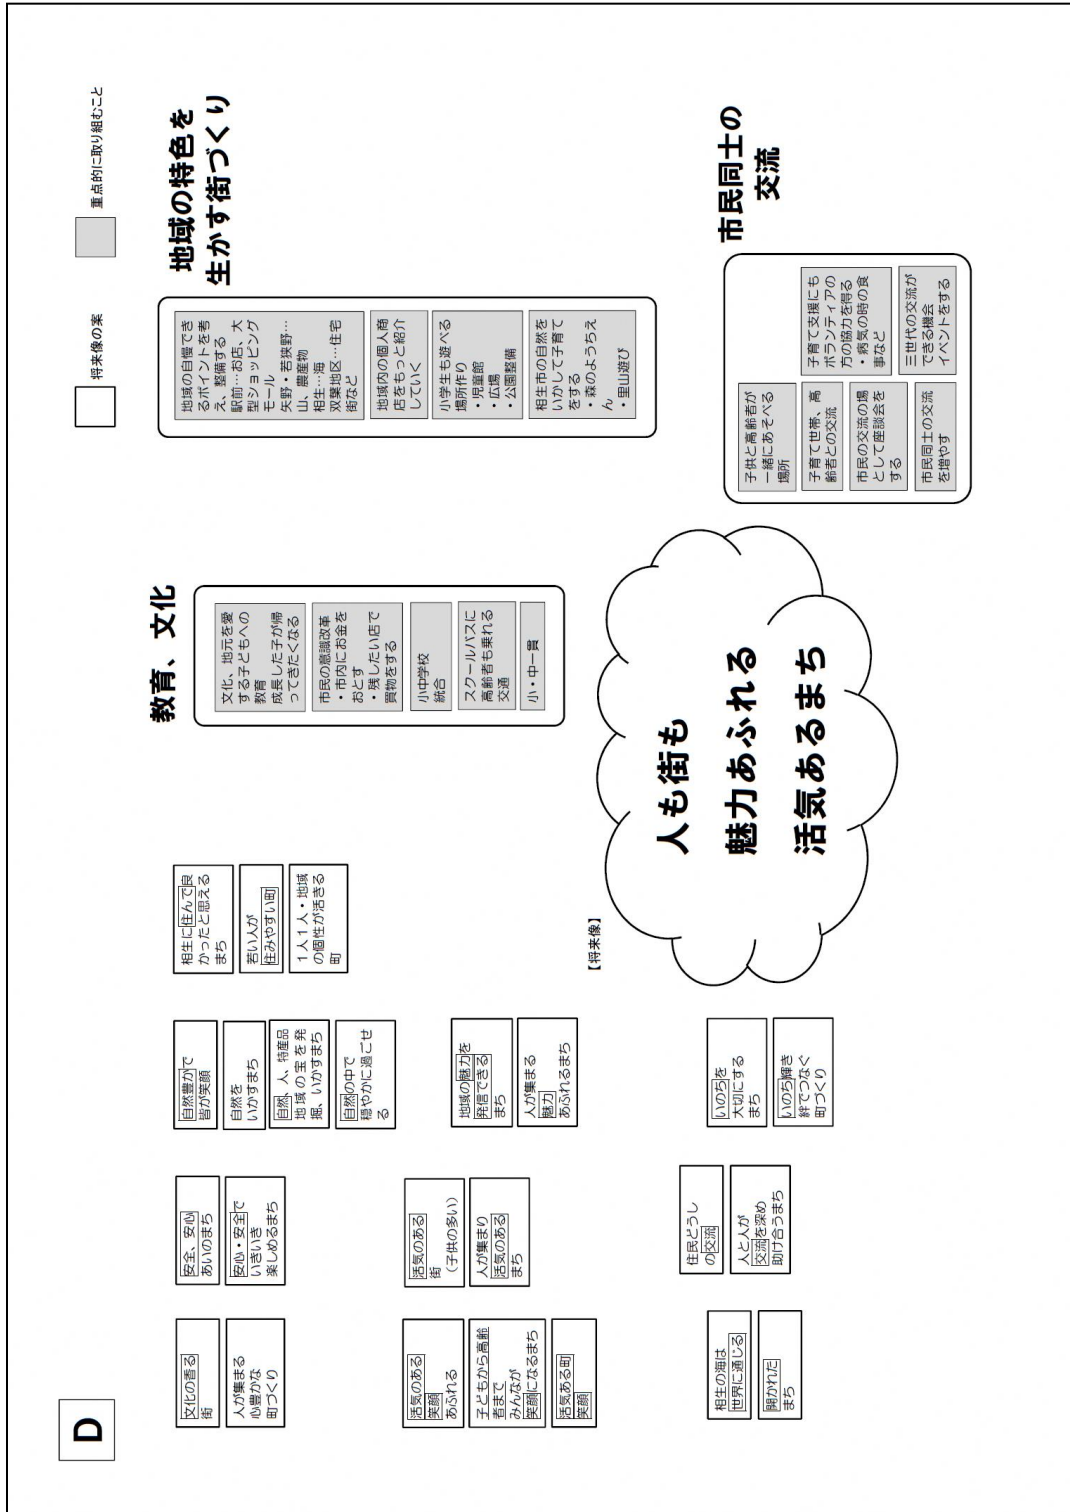 D
将来像の案
重点的に取り組むこと
文化の香る
街
人が集まる
心豊かな
町づくり
安全、安心
あいのまち
安心・安全で
いきいき
楽しめるまち
自然豊かで
皆が笑顔
自然を
いかすまち
自然、人、特産品
地域の宝を発
掘、いかすまち
自然の中で
穏やかに過ごせ
る
相生に住んで良
かったと思える
まち
若い人が
住みやすい町
1人1人・地域
の個性が活きる
町
活気のある
笑顔
あふれる
子どもから高齢
者まで
みんなが
笑顔になるまち
活気ある町
笑顔
活気のある
街
(子供の多い)
人が集まり
活気のある
まち
地域の魅力を
発信できる
まち
人が集まる
魅力
あふれるまち
相生の海は
世界に通じる
開かれた
まち
住民どうし
の交流
人と人が
交流を深め
助け合うまち
いのちを
大切にする
まち
いのち輝き
絆でつなぐ
町づくり
【将来像】
人も街も
魅力あふれる
活気あるまち
教育、文化
文化、地元を愛
する子どもへの
教育
成長した子が帰
ってきたくなる
市民の意識改革
・市内にお金を
おとす
・残したい店で
買物をする
小中学校
統合
スクールバスに
高齢者も乗れる
交通
小・中一貫
地域の特色を
生かす街づくり
地域の自慢でき
るポイントを考
え、整備する
駅前…お店、大
型ショッピング
モール
矢野・若狭野…
山、農産物
相生…海
双葉地区…住宅
街など
地域内の個人商
店をもっと紹介
していく
小学生も遊べる
場所作り
・児童館
・広場
・公園整備
相生市の自然を
いかして子育て
をする
・森のようちえ
ん
・里山遊び
市民同士の
交流
子供と高齢者が
一緒にあそべる
場所
子育て世帯、高
齢者との交流
市民の交流の場
として座談会を
する
市民同士の交流
を増やす
子育て支援にも
ボランティアの
方の協力を得る
・病気の時の食
事など
三世代の交流が
できる機会
イベントをする